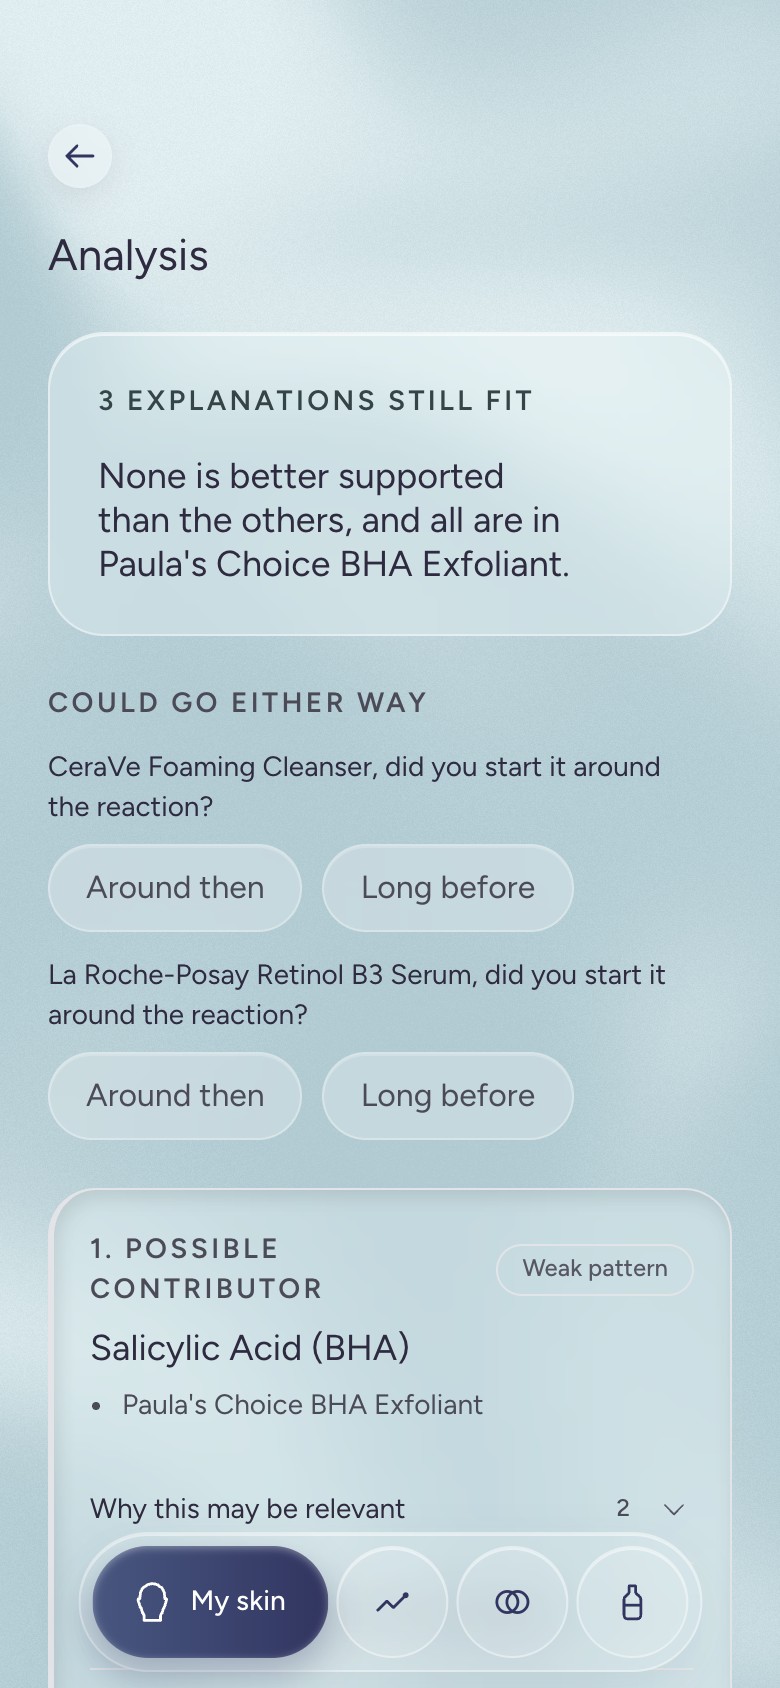 Analysis
3 EXPLANATIONS STILL FIT
None is better supported
than the others, and all are in
Paula's Choice BHA Exfoliant.
COULD GO EITHER WAY
CeraVe Foaming Cleanser, did you start it around
the reaction?
Around then
Long before
La Roche-Posay Retinol B3 Serum, did you start it
around the reaction?
Around then
Long before
1. POSSIBLE
CONTRIBUTOR
Weak pattern
Salicylic Acid (BHA)
• Paula's Choice BHA Exfoliant
Why this may be relevant 2
My skin